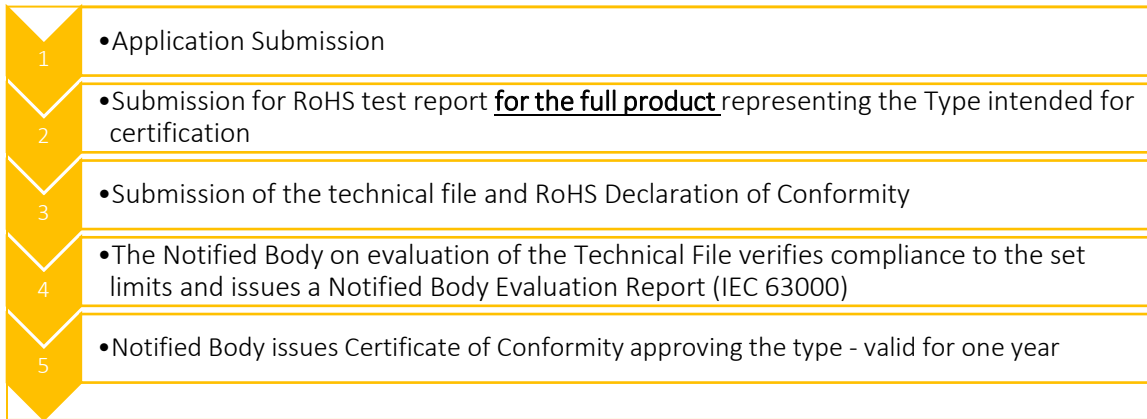 1
•Application Submission
2
•Submission for RoHS test report for the full product representing the Type intended for
certification
3
•Submission of the technical file and RoHS Declaration of Conformity
4
•The Notified Body on evaluation of the Technical File verifies compliance to the set
limits and issues a Notified Body Evaluation Report (IEC 63000)
5
•Notified Body issues Certificate of Conformity approving the type - valid for one year